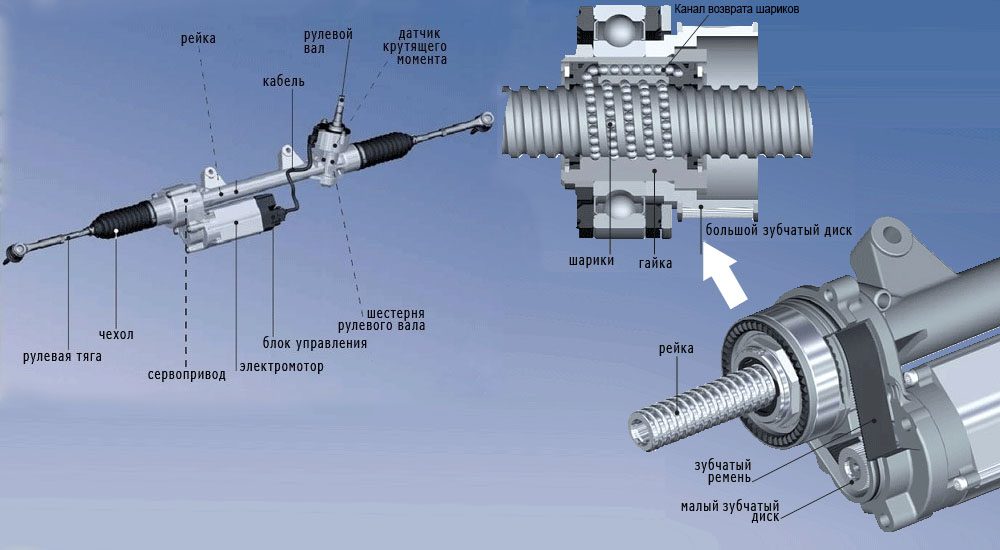 рейка
рулевой
вал
датчик
крутящего
момента
кабель
шестерня
рулевого вала
блок управления
электромотор
сервопривод
чехол
рулевая тяга
Канал возврата шариков
большой зубчатый диск
шарики
гайка
рейка
зубчатый
ремень
малый зубчатый
диск